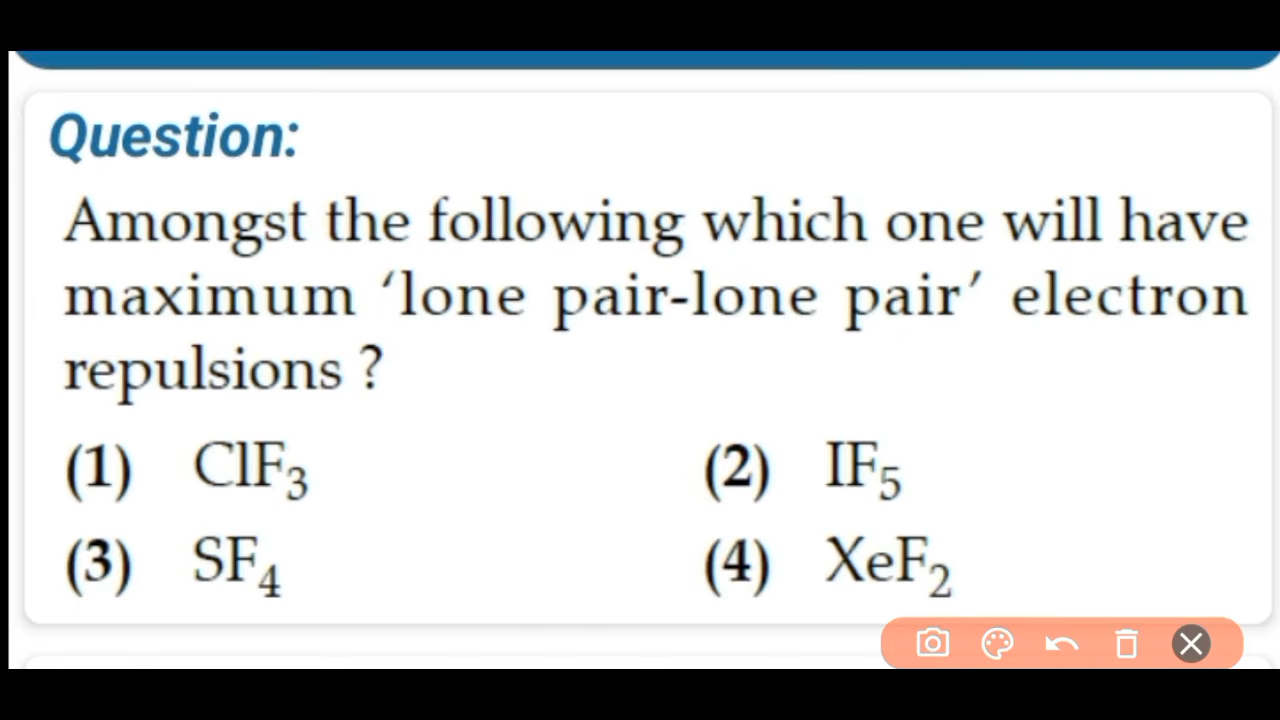 Question:
Amongst the following which one will have
maximum ‘lone pair-lone pair’ electron
repulsions ?
(1) ClF₃ (2) IF₅
(3) SF₄ (4) XeF₂